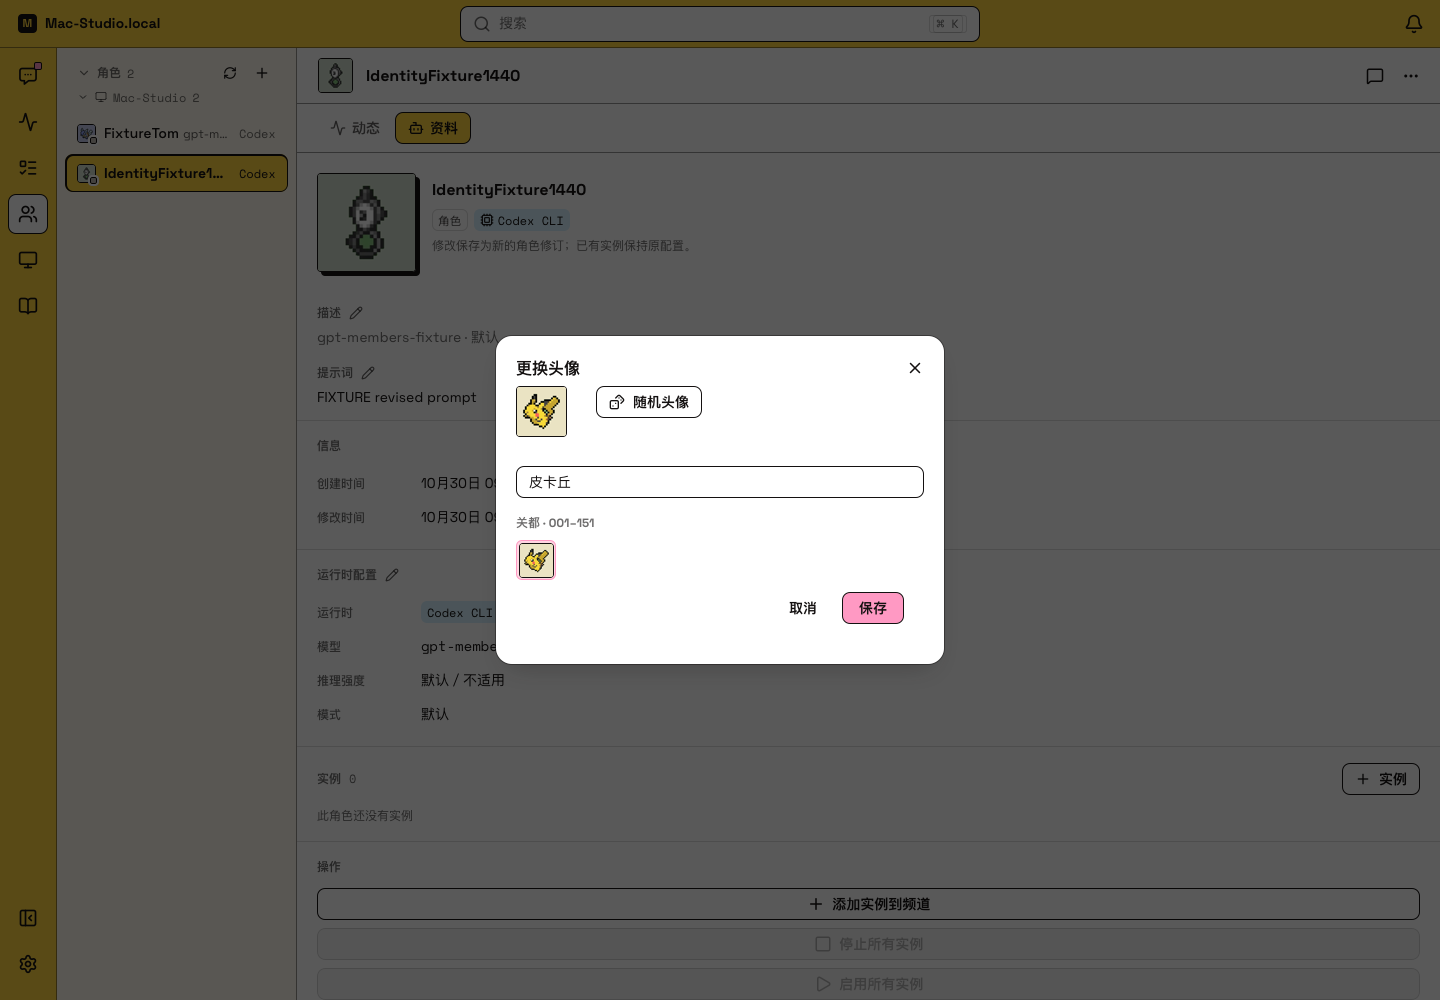 M Mac-Studio.local
搜索
⌘ K
角色 2
Mac-Studio 2
FixtureTom gpt-m... Codex
IdentityFixture1... Codex
IdentityFixture1440
动态
资料
IdentityFixture1440
角色 Codex CLI
修改保存为新的角色修订；已有实例保持原配置。
描述
gpt-members-fixture · 默认
提示词
FIXTURE revised prompt
信息
创建时间 10月30日
修改时间 10月30日
运行时配置
运行时 Codex CLI
模型 gpt-membe
推理强度 默认 / 不适用
模式 默认
更换头像
随机头像
皮卡丘
关都 · 001–151
取消
保存
实例 0
实例
此角色还没有实例
操作
添加实例到频道
停止所有实例
启用所有实例